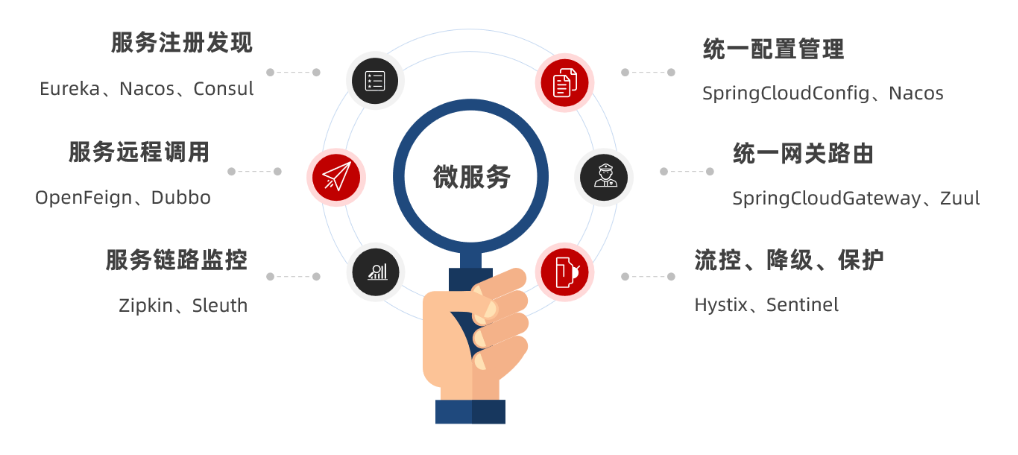 服务注册发现
Eureka、Nacos、Consul
服务远程调用
OpenFeign、Dubbo
服务链路监控
Zipkin、Sleuth
微服务
统一配置管理
SpringCloudConfig、Nacos
统一网关路由
SpringCloudGateway、Zuul
流控、降级、保护
Hystix、Sentinel